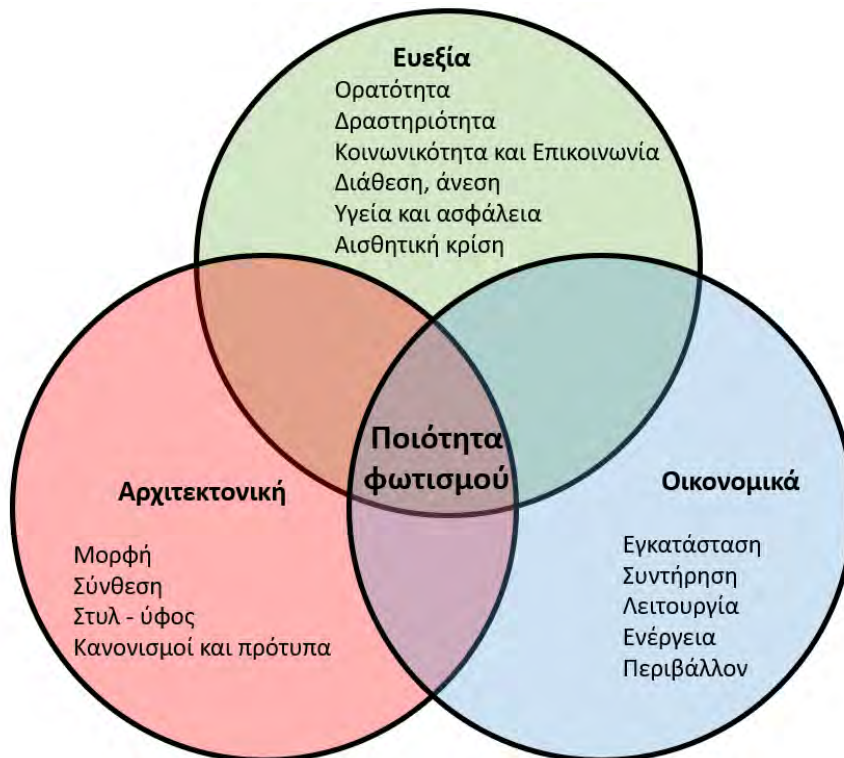 Ευεξία
Ορατότητα
Δραστηριότητα
Κοινωνικότητα και Επικοινωνία
Διάθεση, άνεση
Υγεία και ασφάλεια
Αισθητική κρίση
Ποιότητα
φωτισμού
Αρχιτεκτονική
Μορφή
Σύνθεση
Στυλ - ύφος
Κανονισμοί και πρότυπα
Οικονομικά
Εγκατάσταση
Συντήρηση
Λειτουργία
Ενέργεια
Περιβάλλον